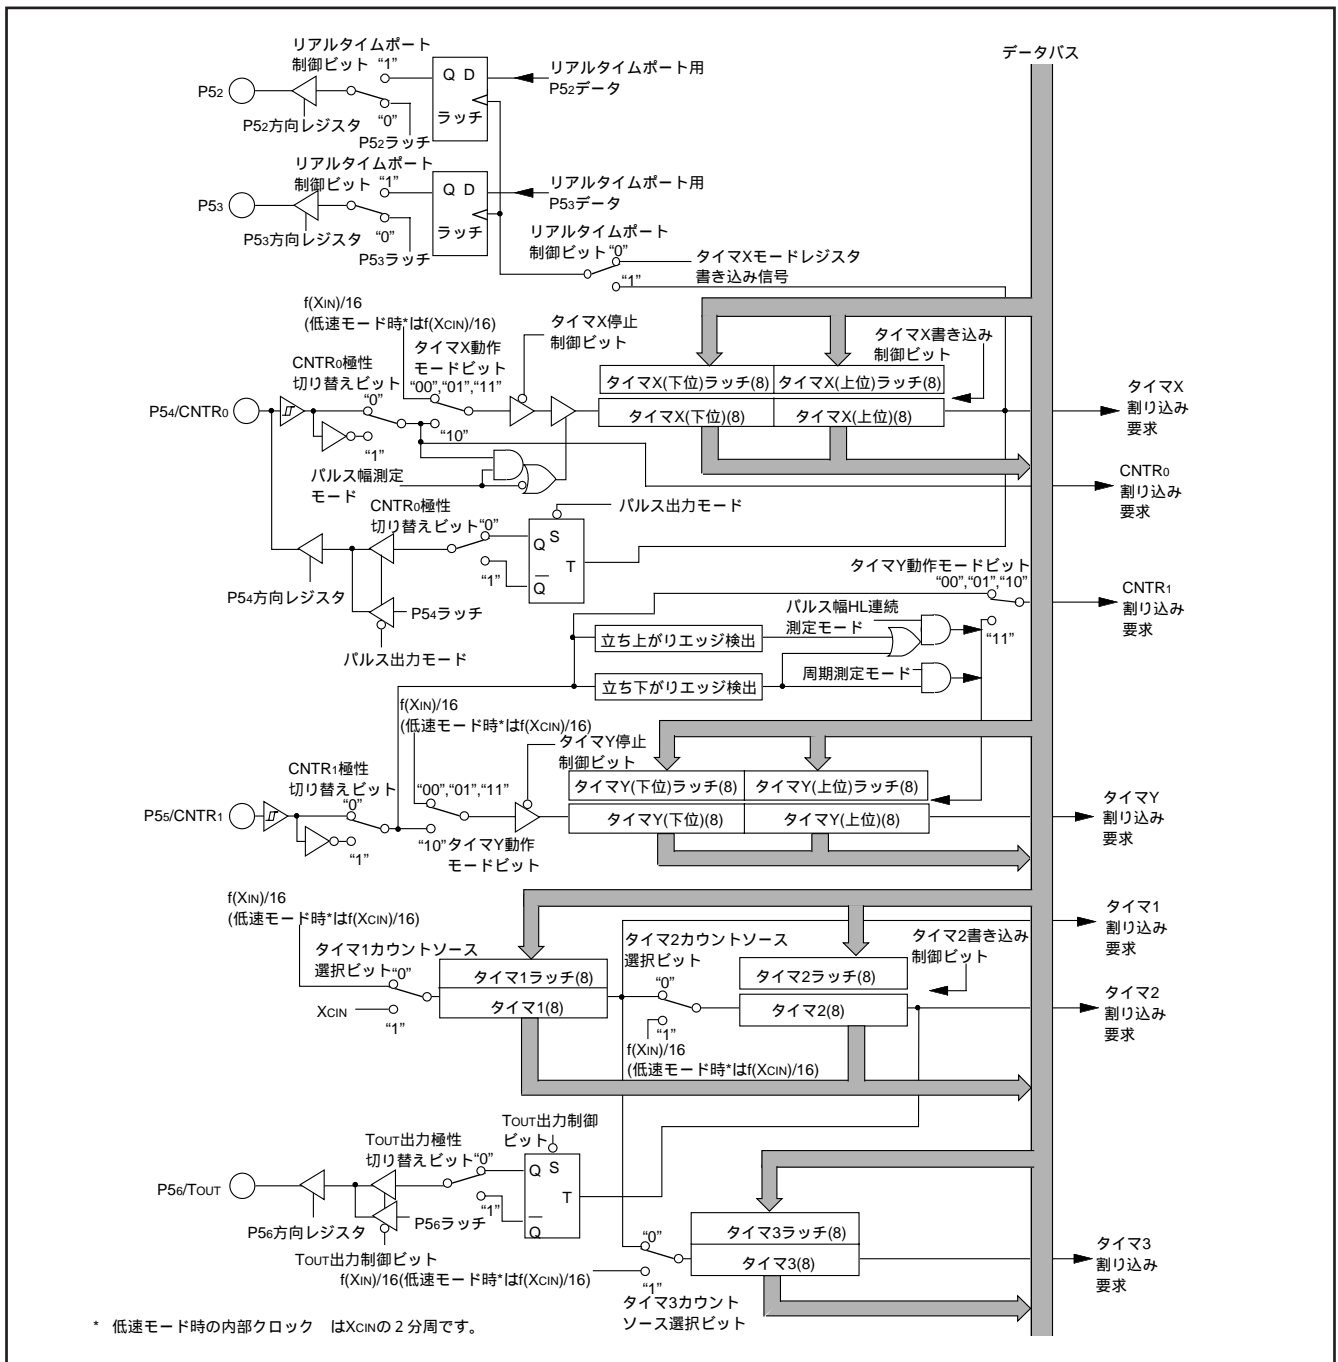 データバス
リアルタイムポート
制御ビット “1”
Q D
ラッチ
リアルタイムポート用
P52データ
P52
“0”
P52方向レジスタ
P52ラッチ
リアルタイムポート
制御ビット “1”
Q D
ラッチ
リアルタイムポート用
P53データ
P53
“0”
P53方向レジスタ
P53ラッチ
リアルタイムポート
制御ビット “0”
“1”
タイマXモードレジスタ
書き込み信号
f(XIN)/16
(低速モード時*はf(XCIN)/16)
タイマX動作
モードビット
“00”,“01”,“11”
“10”
タイマX停止
制御ビット
タイマX書き込み
制御ビット
CNTR0極性
切り替えビット
“0”
“1”
P54/CNTR0
タイマX(下位)ラッチ(8)
タイマX(上位)ラッチ(8)
タイマX(下位)(8)
タイマX(上位)(8)
タイマX
割り込み
要求
パルス幅測定
モード
CNTR0
割り込み
要求
CNTR0極性
切り替えビット“0”
“1”
パルス出力モード
Q S
T
Q
P54方向レジスタ
P54ラッチ
パルス出力モード
タイマY動作モードビット
“00”,“01”,“10”
“11”
CNTR1
割り込み
要求
パルス幅HL連続
測定モード
立ち上がりエッジ検出
周期測定モード
立ち下がりエッジ検出
f(XIN)/16
(低速モード時*はf(XCIN)/16)
タイマY停止
制御ビット
CNTR1極性
切り替えビット
“0”
“1”
“00”,“01”,“11”
“10”タイマY動作
モードビット
P55/CNTR1
タイマY(下位)ラッチ(8)
タイマY(上位)ラッチ(8)
タイマY(下位)(8)
タイマY(上位)(8)
タイマY
割り込み
要求
f(XIN)/16
(低速モード時*はf(XCIN)/16)
タイマ1カウントソース
選択ビット
“0”
XCIN
“1”
タイマ1ラッチ(8)
タイマ1(8)
タイマ1
割り込み
要求
タイマ2カウントソース
選択ビット
“0”
“1”
f(XIN)/16
(低速モード時*はf(XCIN)/16)
タイマ2書き込み
制御ビット
タイマ2ラッチ(8)
タイマ2(8)
タイマ2
割り込み
要求
TOUT出力制御
ビット
TOUT出力極性
切り替えビット“0”
“1”
Q S
T
Q
P56/TOUT
P56方向レジスタ
P56ラッチ
TOUT出力制御ビット
f(XIN)/16(低速モード時*はf(XCIN)/16)
“0”
“1”
タイマ3カウント
ソース選択ビット
タイマ3ラッチ(8)
タイマ3(8)
タイマ3
割り込み
要求
* 低速モード時の内部クロック はXCINの2分周です。